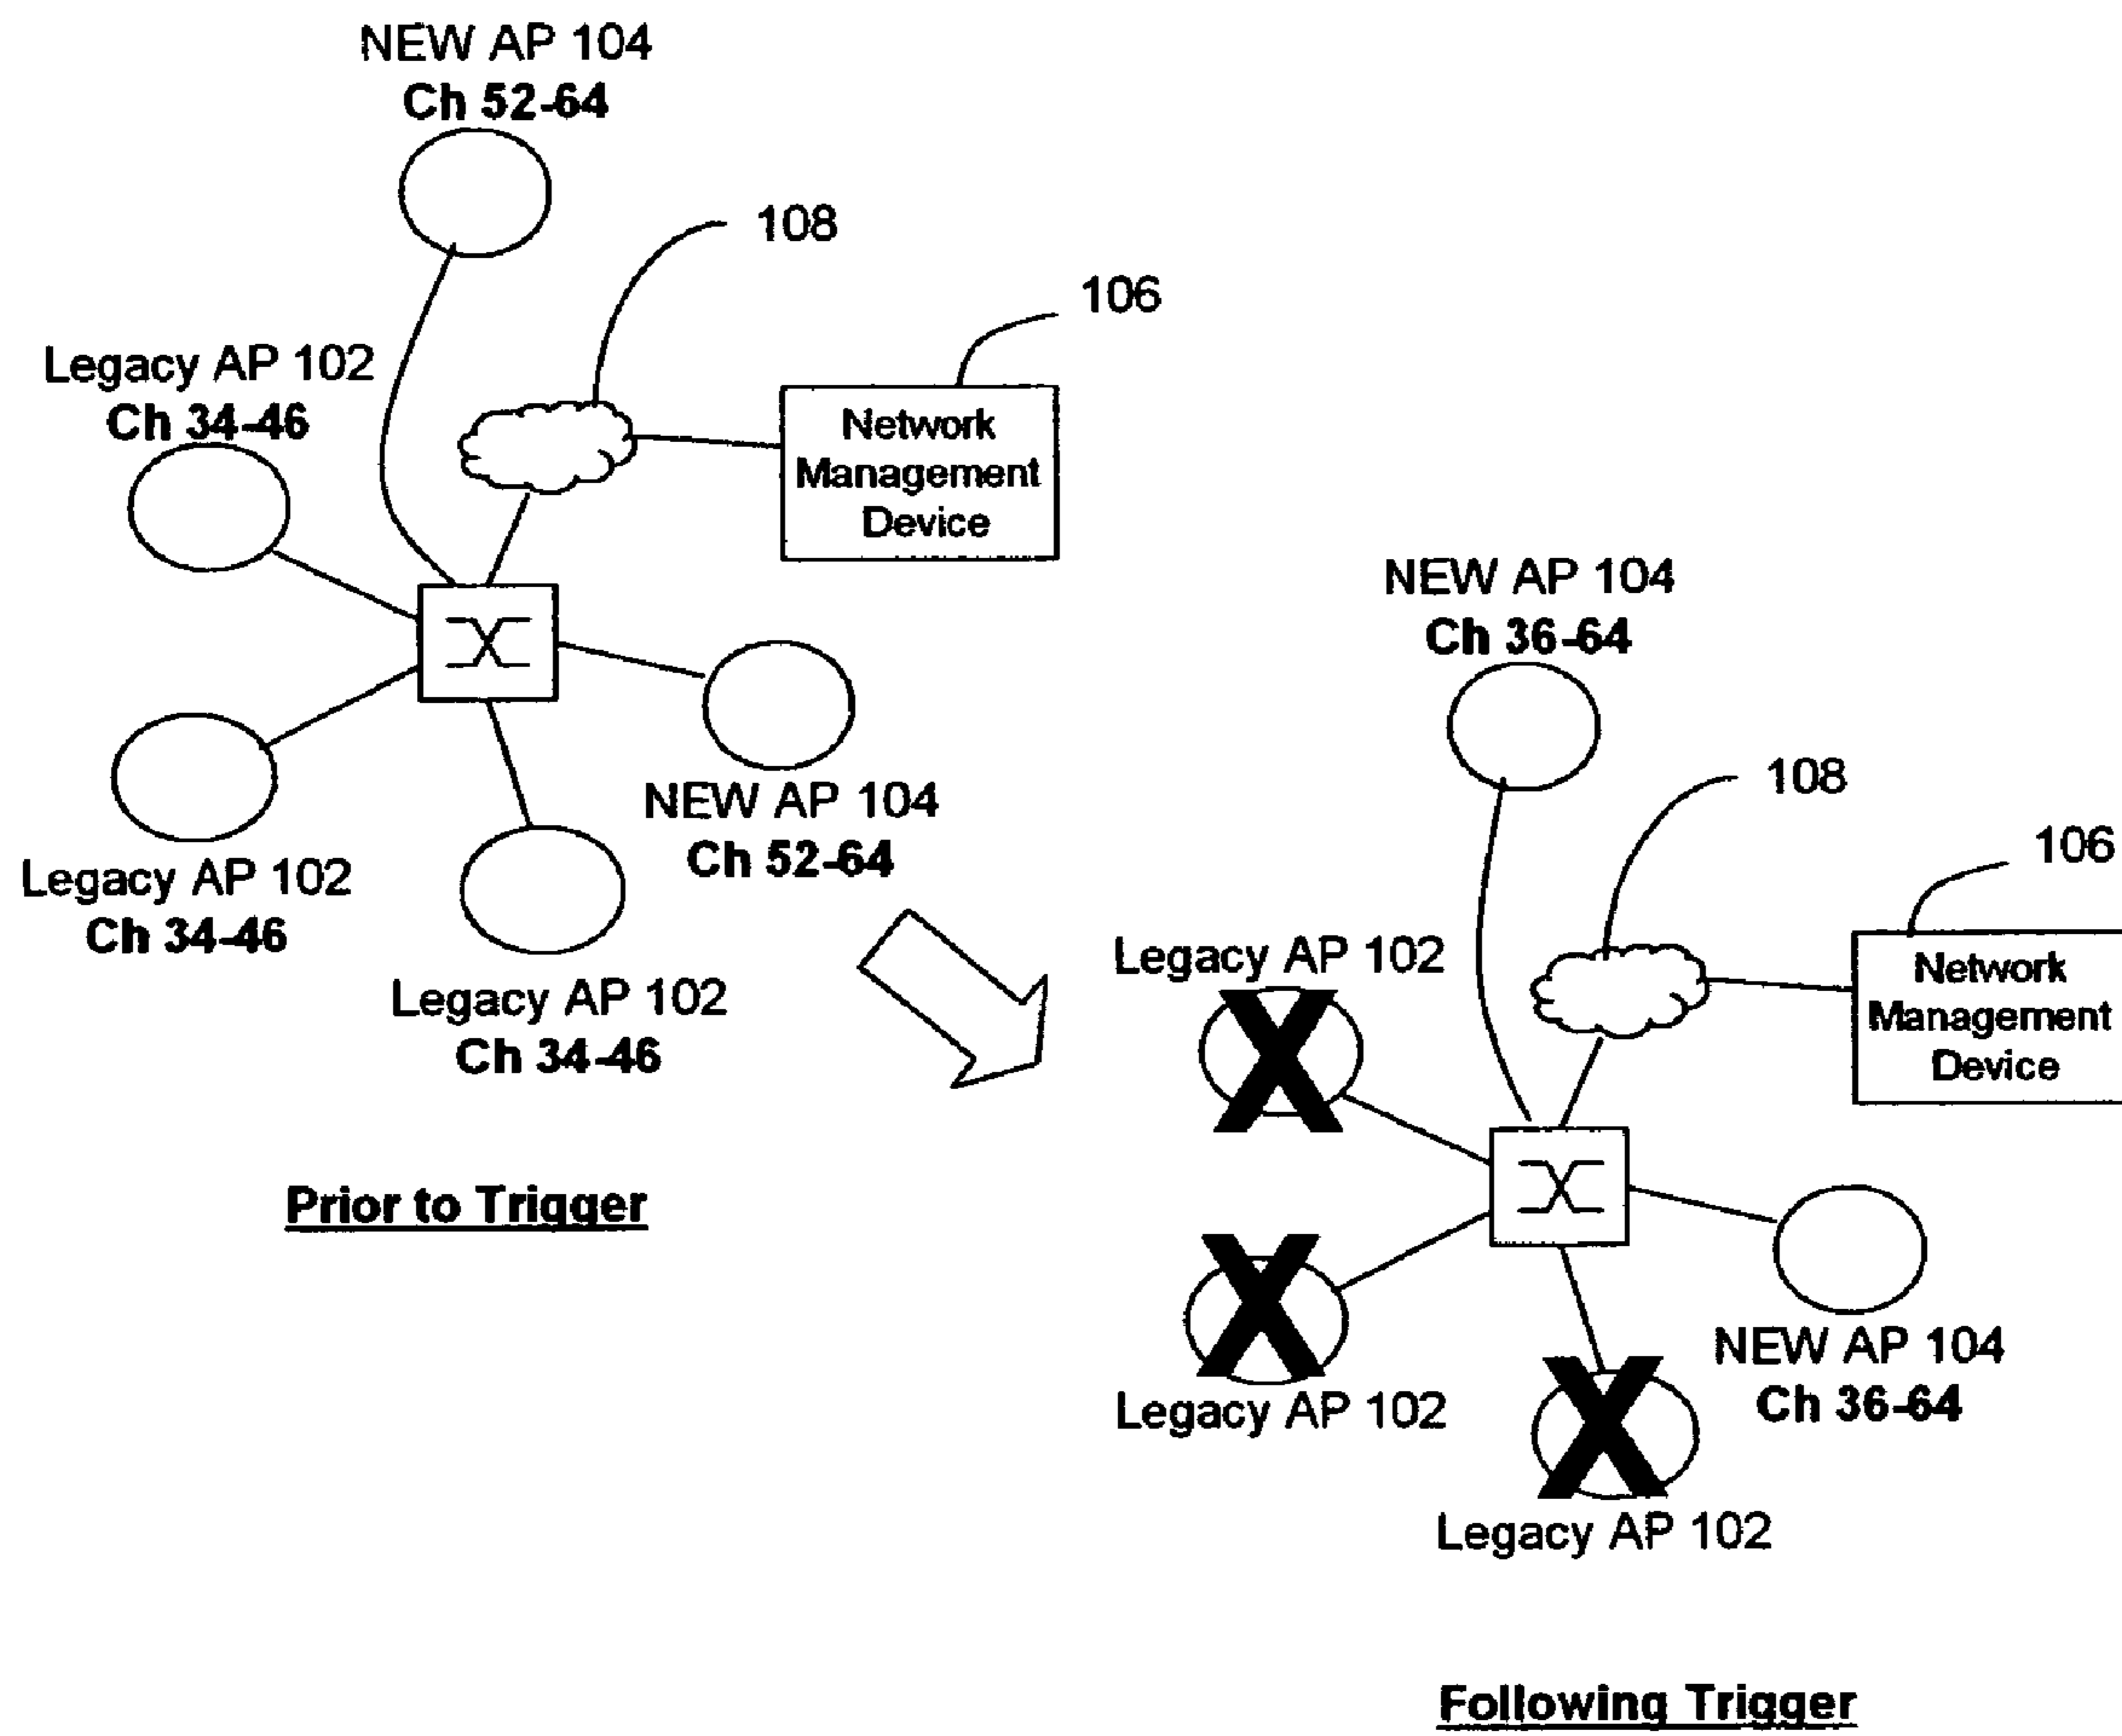 NEW AP 104
Ch 52-64
108
106
Legacy AP 102
Ch 34-46
Network
Management
Device
NEW AP 104
Ch 52-64
Legacy AP 102
Ch 34-46
Legacy AP 102
Ch 34-46
Prior to Trigger
NEW AP 104
Ch 36-64
108
106
Legacy AP 102
Network
Management
Device
Legacy AP 102
NEW AP 104
Ch 36-64
Legacy AP 102
Following Trigger